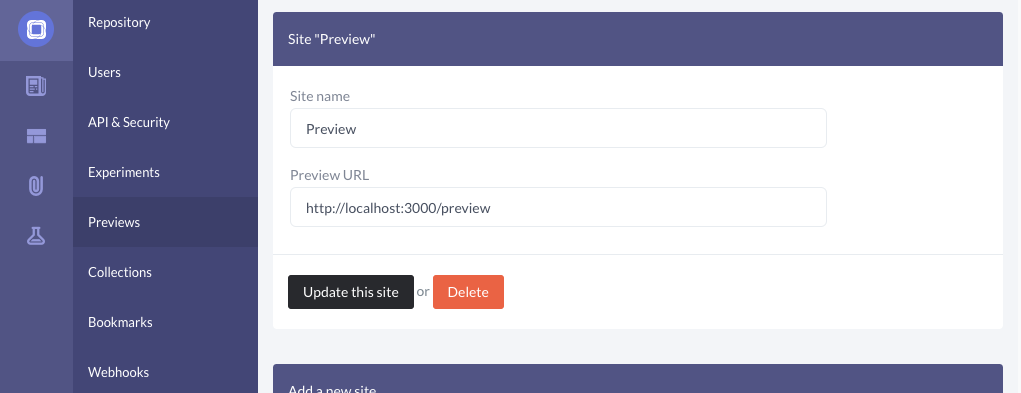 Repository
Users
API & Security
Experiments
Previews
Collections
Bookmarks
Webhooks
Site "Preview"
Site name
Preview
Preview URL
http://localhost:3000/preview
Update this site or Delete
Add a new site